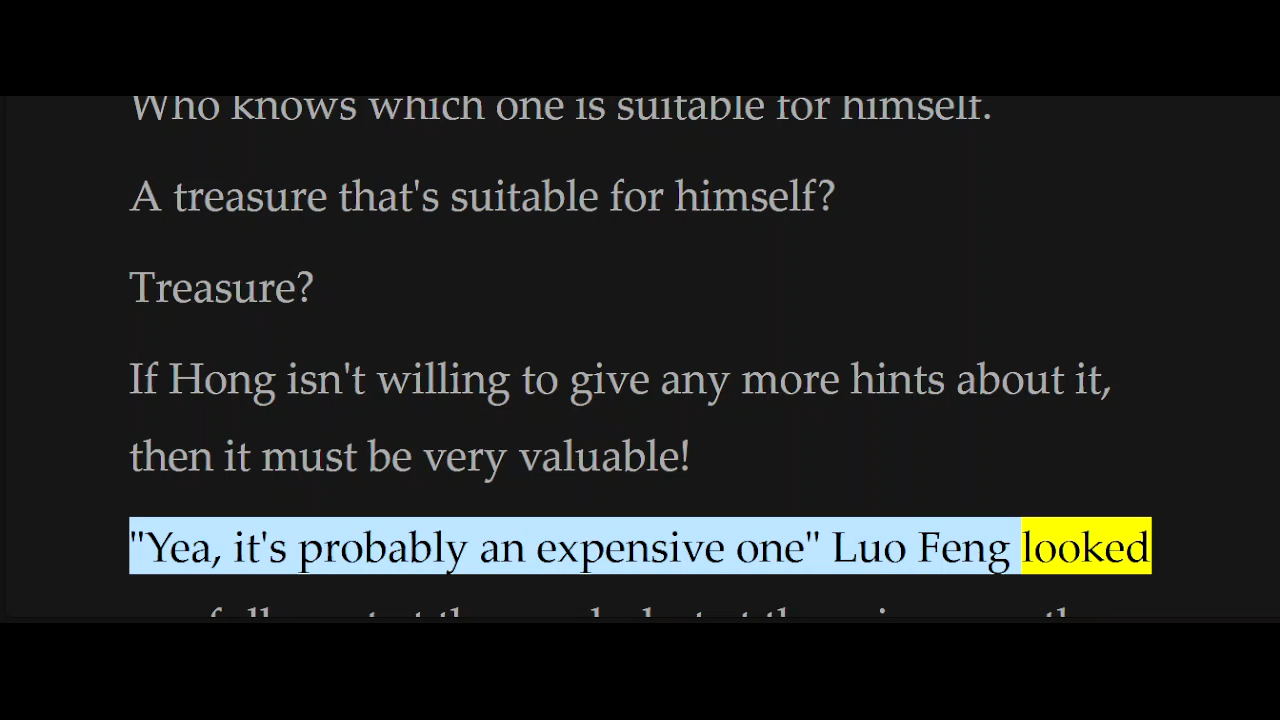 Who knows which one is suitable for himself.
A treasure that's suitable for himself?
Treasure?
If Hong isn't willing to give any more hints about it,
then it must be very valuable!
"Yea, it's probably an expensive one" Luo Feng looked